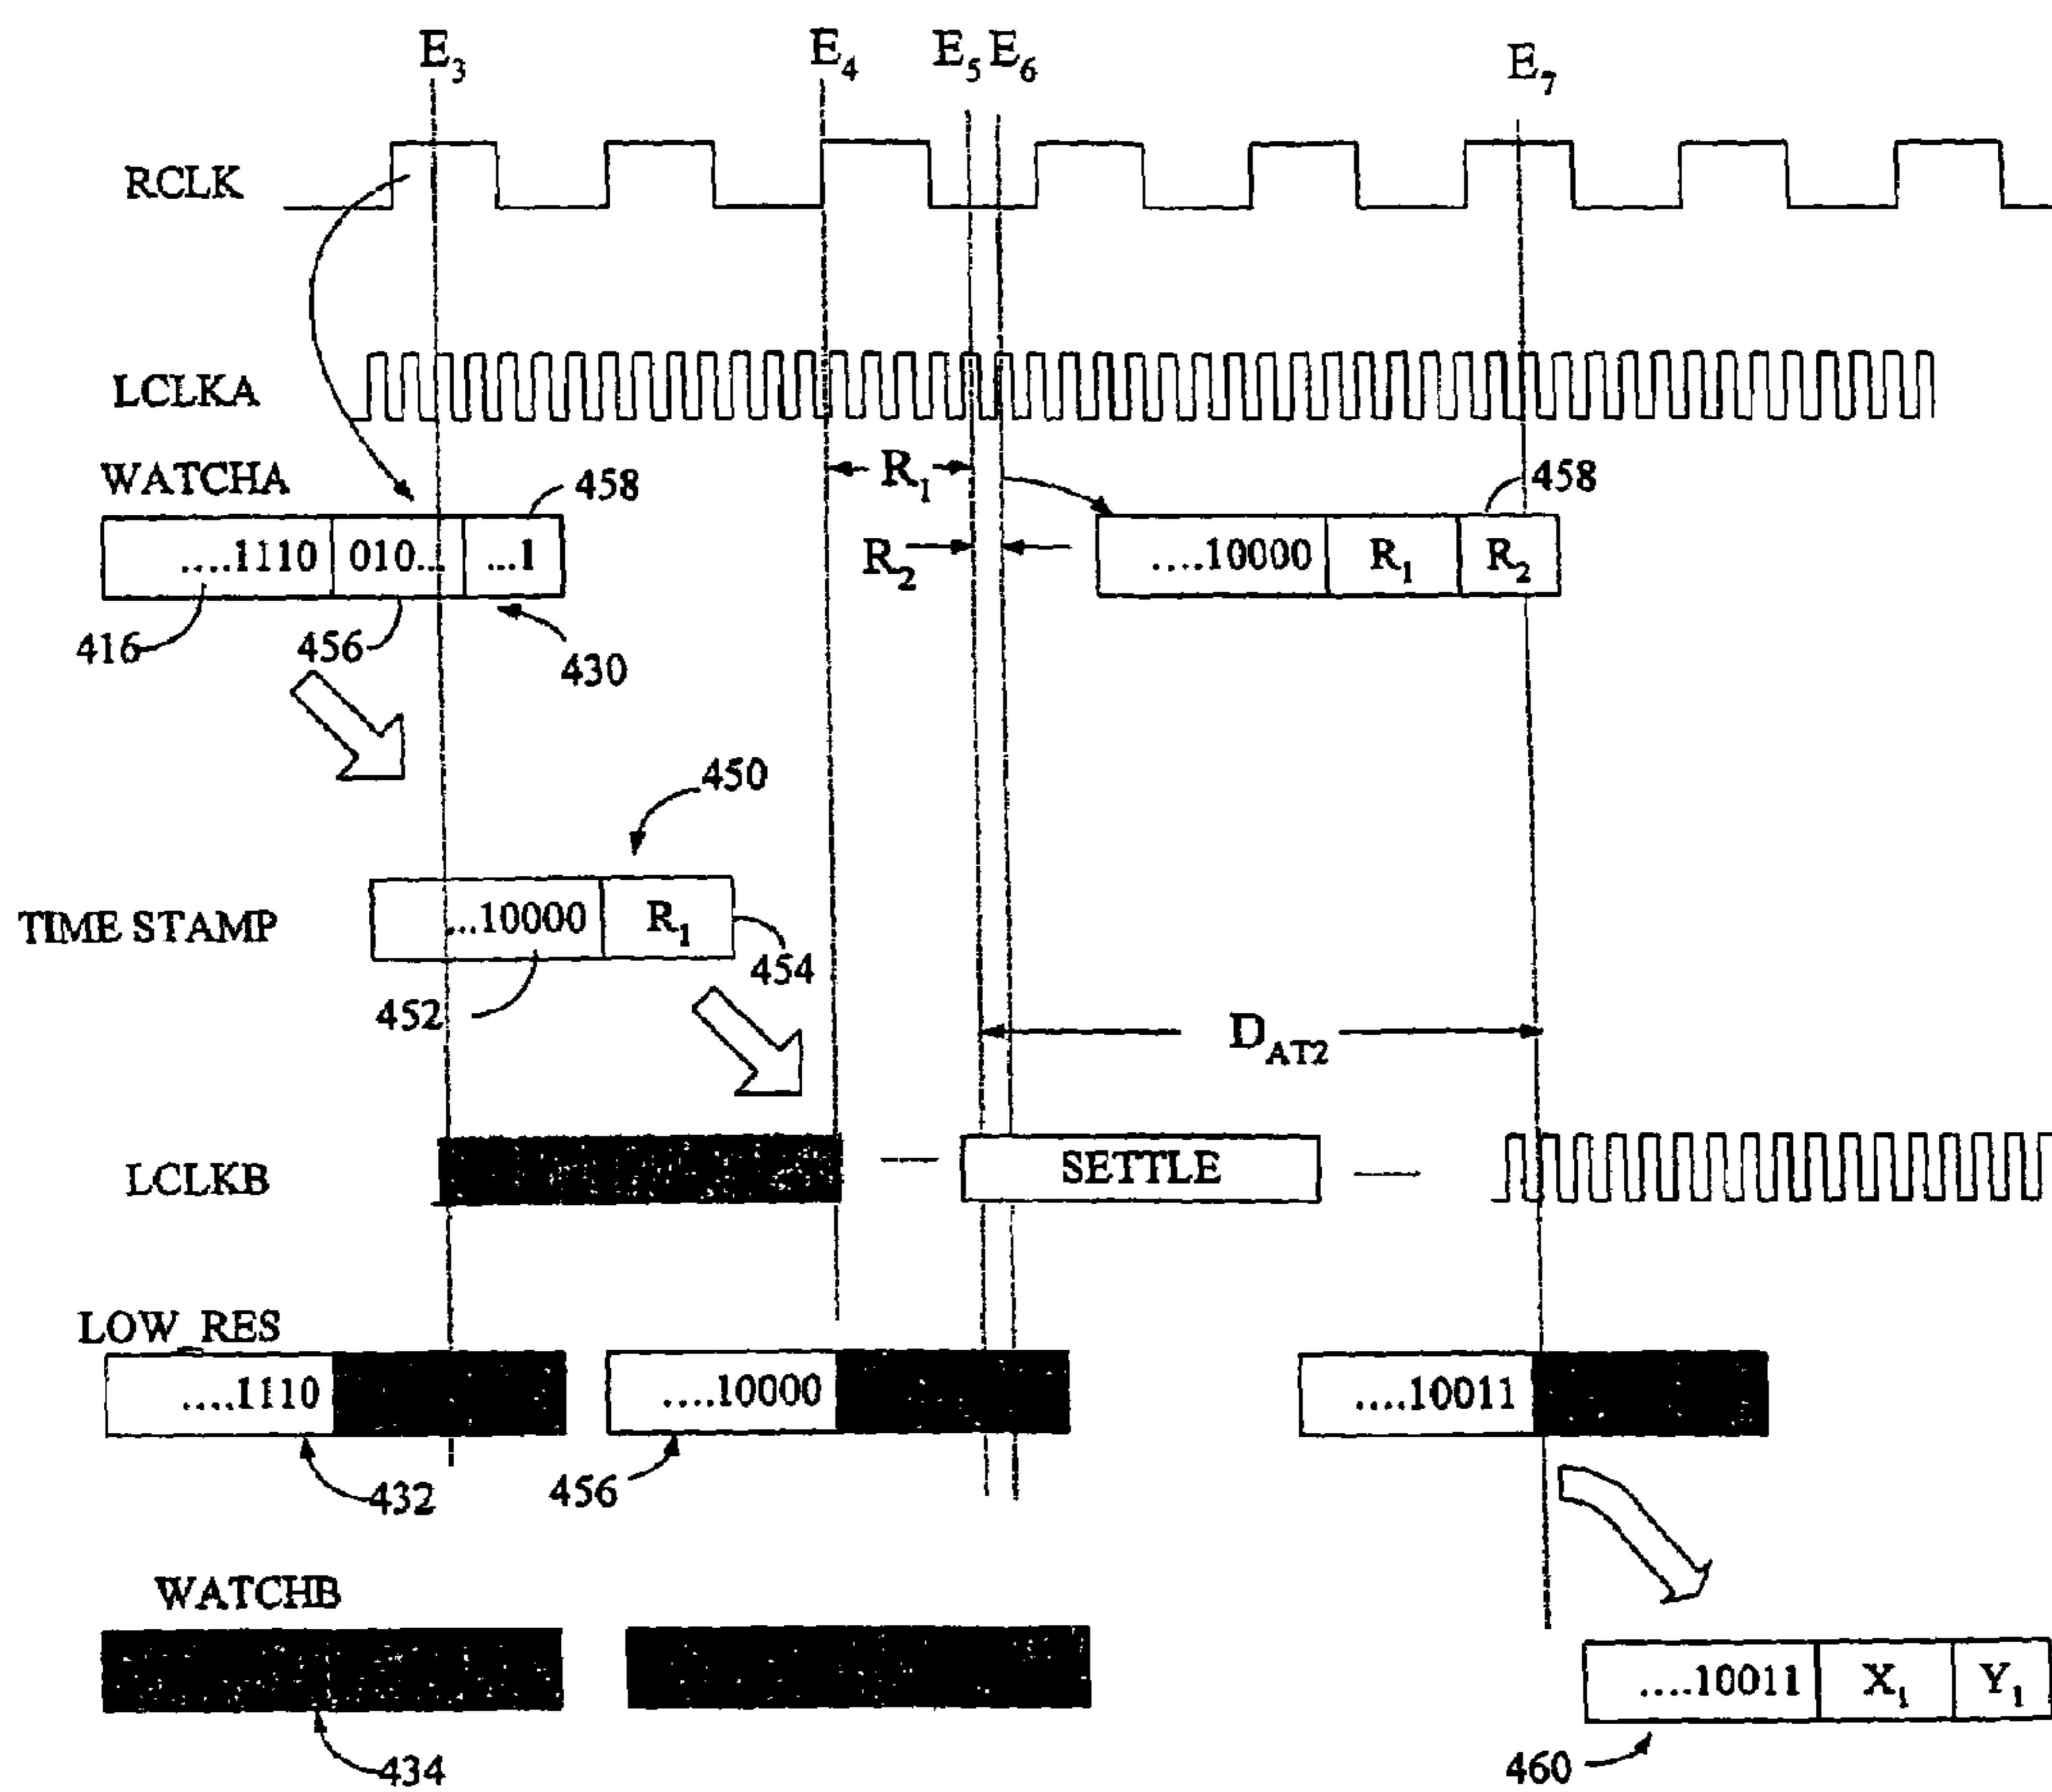 E3 E4 E5 E6 E7
RCLK
LCLKA
WATCHA
R1
458
458
....1110 010... ...1
R2
....10000 R1 R2
416
456
430
450
TIME STAMP
...10000 R1
454
452
DAT2
LCLKB
SETTLE
LOW_RES
....1110
....10000
....10011
432
456
WATCHB
....10011 X1 Y1
434
460